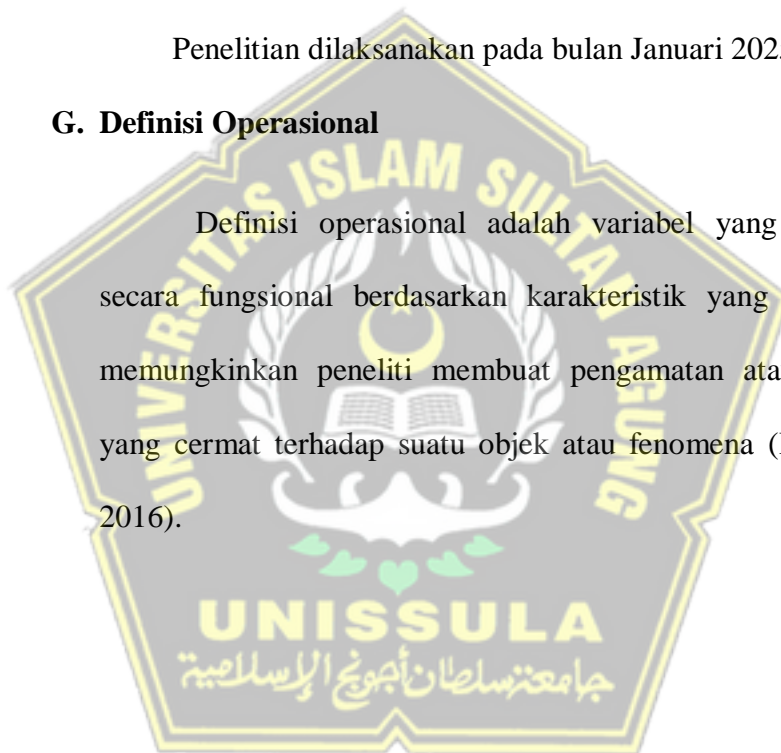 Penelitian dilaksanakan pada bulan Januari 202
G. Definisi Operasional
Definisi operasional adalah variabel yang
secara fungsional berdasarkan karakteristik yang
memungkinkan peneliti membuat pengamatan ata
yang cermat terhadap suatu objek atau fenomena (
2016).
UNIVERSITAS ISLAM SULTAN AGUNG
UNISSULA
جامعتنسلطان أجونج الإسلامية